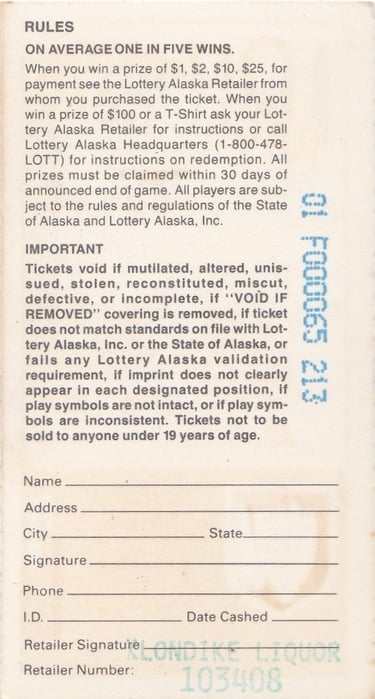 RULES
ON AVERAGE ONE IN FIVE WINS.
When you win a prize of $1, $2, $10, $25, for
payment see the Lottery Alaska Retailer from
whom you purchased the ticket. When you
win a prize of $100 or a T-Shirt ask your Lot-
tery Alaska Retailer for instructions or call
Lottery Alaska Headquarters (1-800-478-
LOTT) for instructions on redemption. All
prizes must be claimed within 30 days of
announced end of game. All players are sub-
ject to the rules and regulations of the State
of Alaska and Lottery Alaska, Inc.
IMPORTANT
Tickets void if mutilated, altered, unis-
sued, stolen, reconstituted, miscut,
defective, or incomplete, if "VOID IF
REMOVED" covering is removed, if ticket
does not match standards on file with Lot-
tery Alaska, Inc. or the State of Alaska, or
fails any Lottery Alaska validation
requirement, if imprint does not clearly
appear in each designated position, if
play symbols are not intact, or if play sym-
bols are inconsistent. Tickets not to be
sold to anyone under 19 years of age.
01 F000065 213
Name
Address
City State
Signature
Phone
I.D. Date Cashed
Retailer Signature KLONDIKE LIQUOR
Retailer Number: 103408